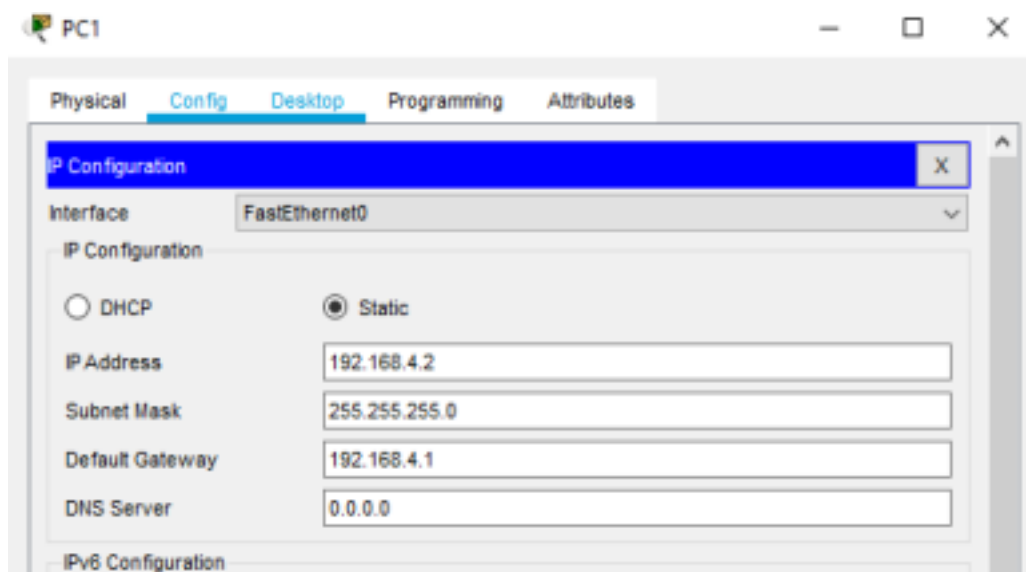 PC1
Physical Config Desktop Programming Attributes
IP Configuration X
Interface FastEthernet0
IP Configuration
DHCP Static
IP Address 192.168.4.2
Subnet Mask 255.255.255.0
Default Gateway 192.168.4.1
DNS Server 0.0.0.0
IPv6 Configuration